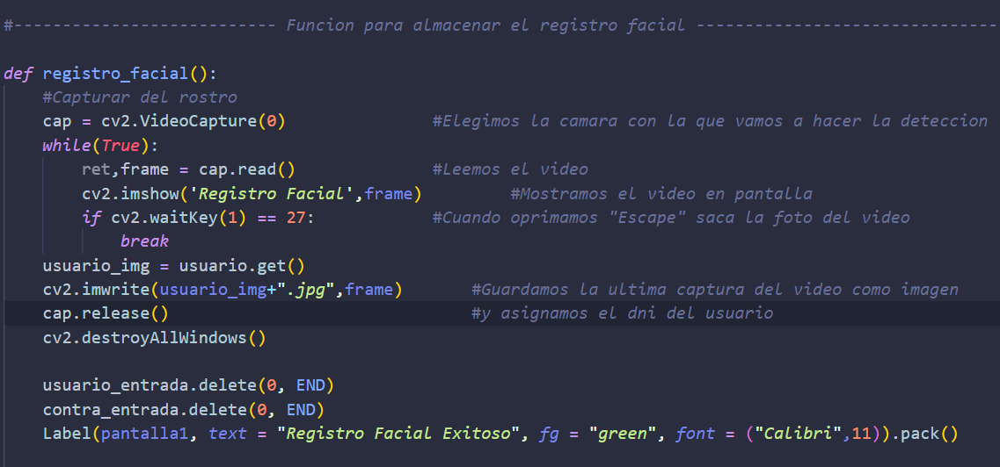 #--------------------------- Funcion para almacenar el registro facial -------------------------------
def registro_facial():
#Capturar del rostro
cap = cv2.VideoCapture(0) #Elegimos la camara con la que vamos a hacer la deteccion
while(True):
ret,frame = cap.read() #Leemos el video
cv2.imshow('Registro Facial',frame) #Mostramos el video en pantalla
if cv2.waitKey(1) == 27: #Cuando oprimamos "Escape" saca la foto del video
break
usuario_img = usuario.get()
cv2.imwrite(usuario_img+".jpg",frame) #Guardamos la ultima captura del video como imagen
cap.release() #y asignamos el dni del usuario
cv2.destroyAllWindows()
usuario_entrada.delete(0, END)
contra_entrada.delete(0, END)
Label(pantalla1, text = "Registro Facial Exitoso", fg = "green", font = ("Calibri",11)).pack()